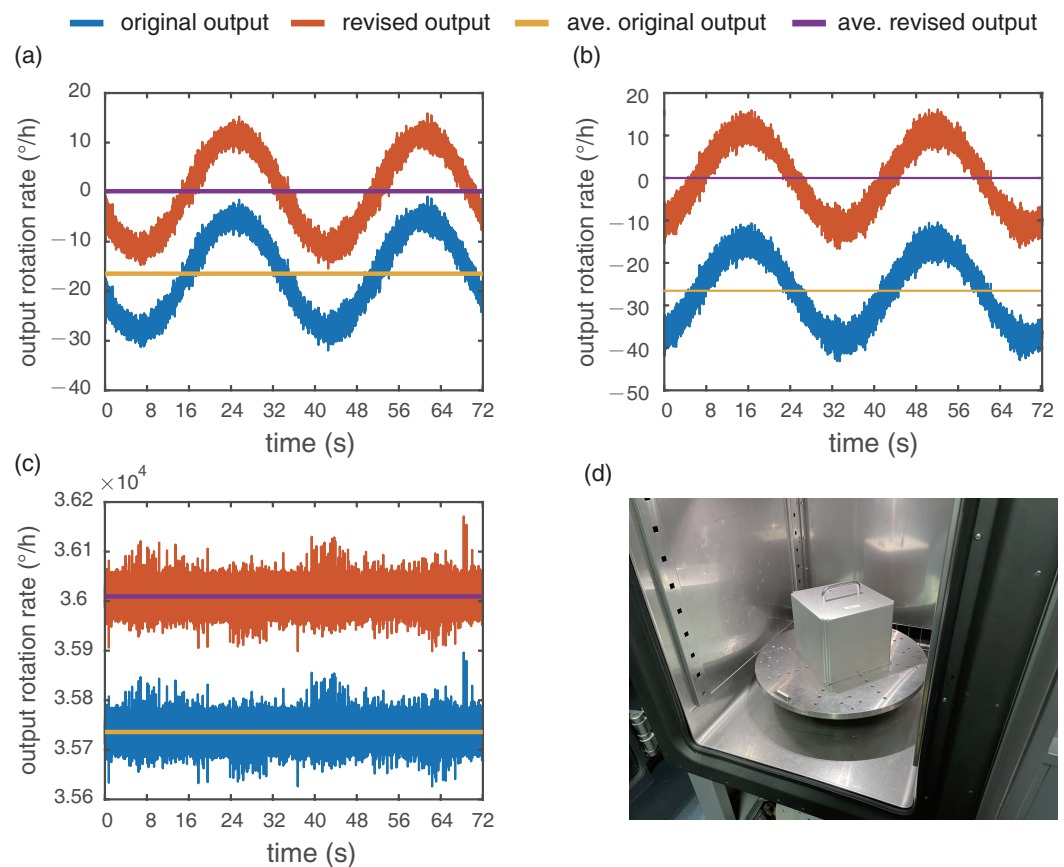 original output revised output ave. original output ave. revised output
(a)
output rotation rate (°/h)
20
10
0
−10
−20
−30
−40
0 8 16 24 32 40 48 56 64 72
time (s)
(b)
output rotation rate (°/h)
20
10
0
−10
−20
−30
−40
−50
0 8 16 24 32 40 48 56 64 72
time (s)
(c)
×10⁴
output rotation rate (°/h)
3.62
3.61
3.6
3.59
3.58
3.57
3.56
0 8 16 24 32 40 48 56 64 72
time (s)
(d)